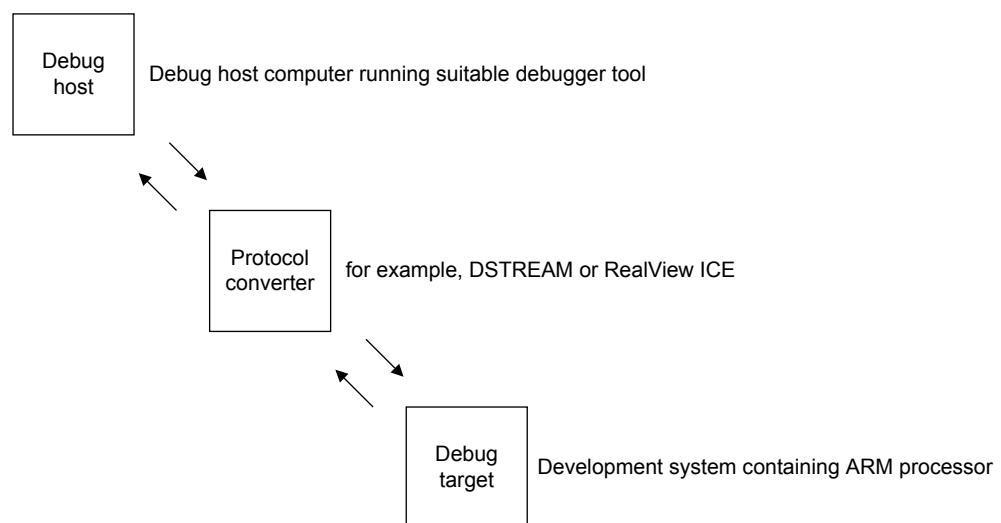 Debug
host
Debug host computer running suitable debugger tool
Protocol
converter
for example, DSTREAM or RealView ICE
Debug
target
Development system containing ARM processor